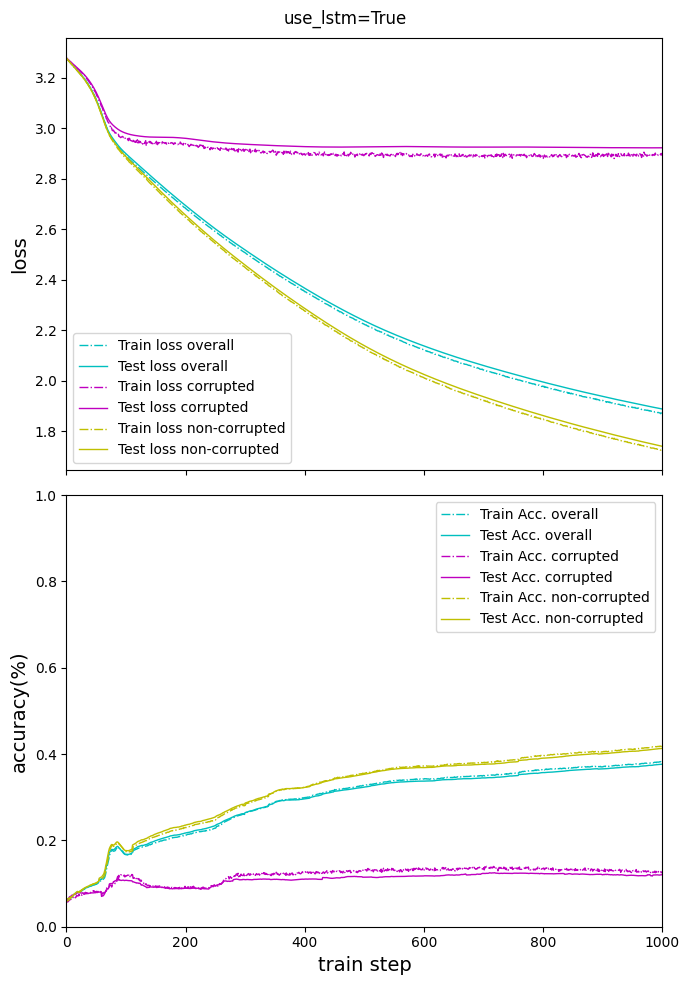 use_lstm=True
3.2
3.0
2.8
2.6
2.4
2.2
2.0
1.8
loss
Train loss overall
Test loss overall
Train loss corrupted
Test loss corrupted
Train loss non-corrupted
Test loss non-corrupted
1.0
0.8
0.6
0.4
0.2
0.0
accuracy(%)
Train Acc. overall
Test Acc. overall
Train Acc. corrupted
Test Acc. corrupted
Train Acc. non-corrupted
Test Acc. non-corrupted
0 200 400 600 800 1000
train step